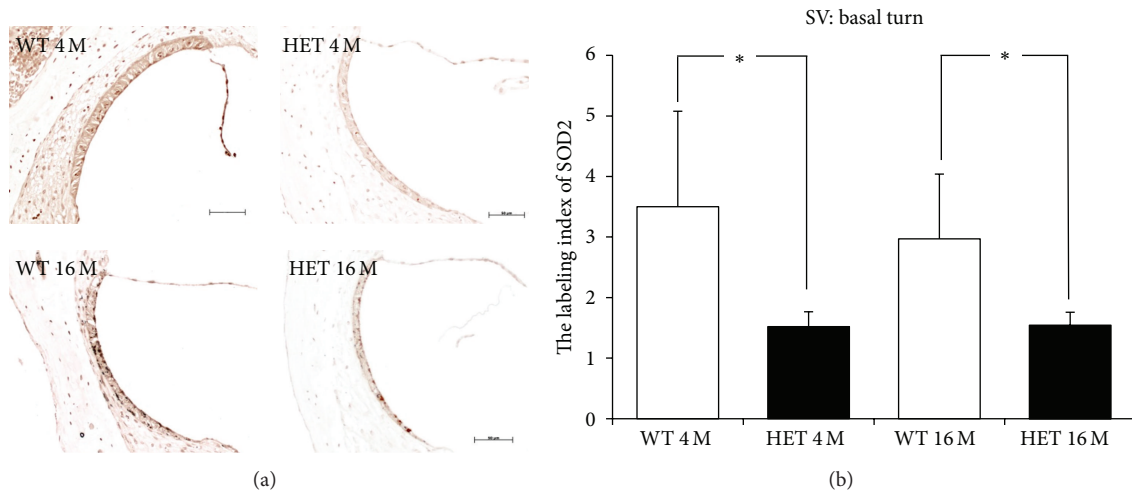 WT 4 M
HET 4 M
WT 16 M
HET 16 M
(a)
SV: basal turn
The labeling index of SOD2
6
5
4
3
2
1
0
*
*
WT 4 M
HET 4 M
WT 16 M
HET 16 M
(b)